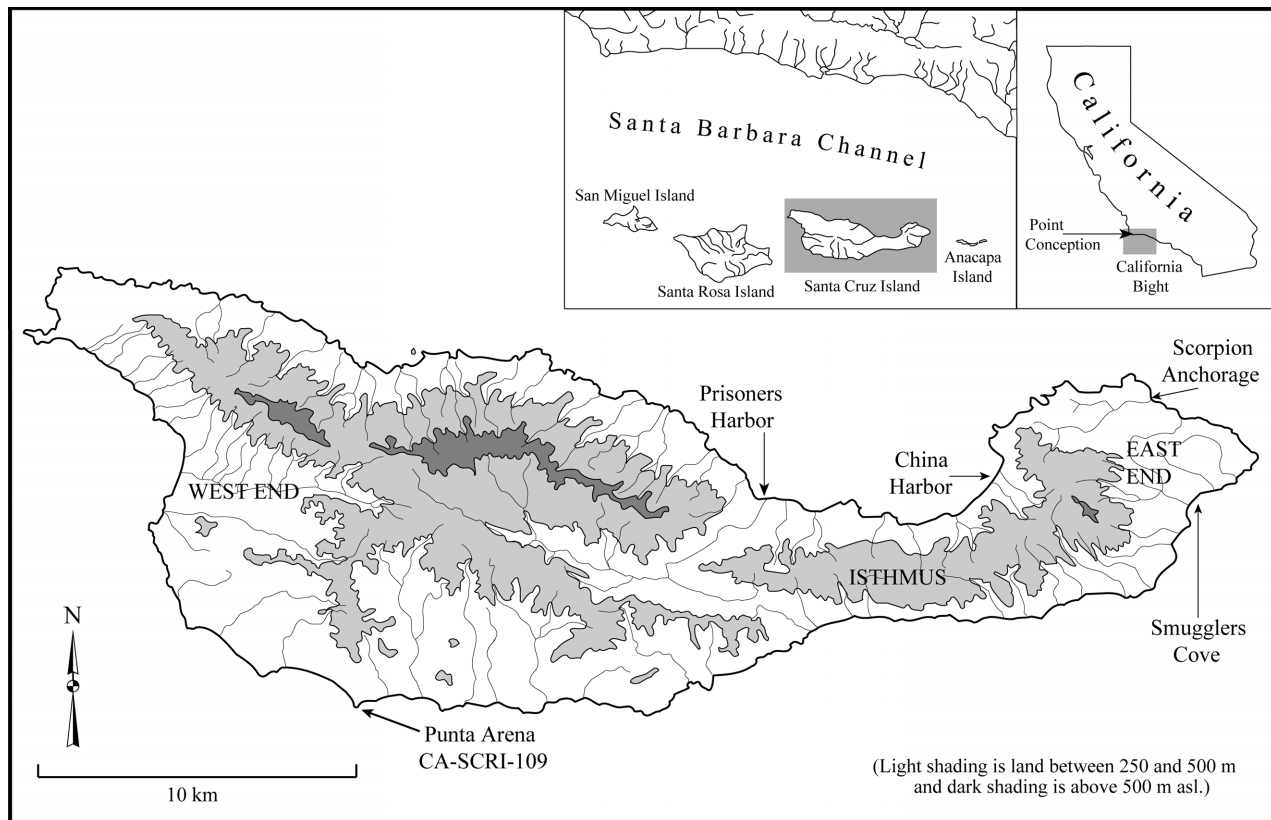 Santa Barbara Channel
San Miguel Island
Santa Rosa Island
Santa Cruz Island
Anacapa
Island
California
Point
Conception
California
Bight
Scorpion
Anchorage
Prisoners
Harbor
China
Harbor
EAST
END
WEST END
ISTHMUS
Smugglers
Cove
N
Punta Arena
CA-SCRI-109
10 km
(Light shading is land between 250 and 500 m
and dark shading is above 500 m asl.)